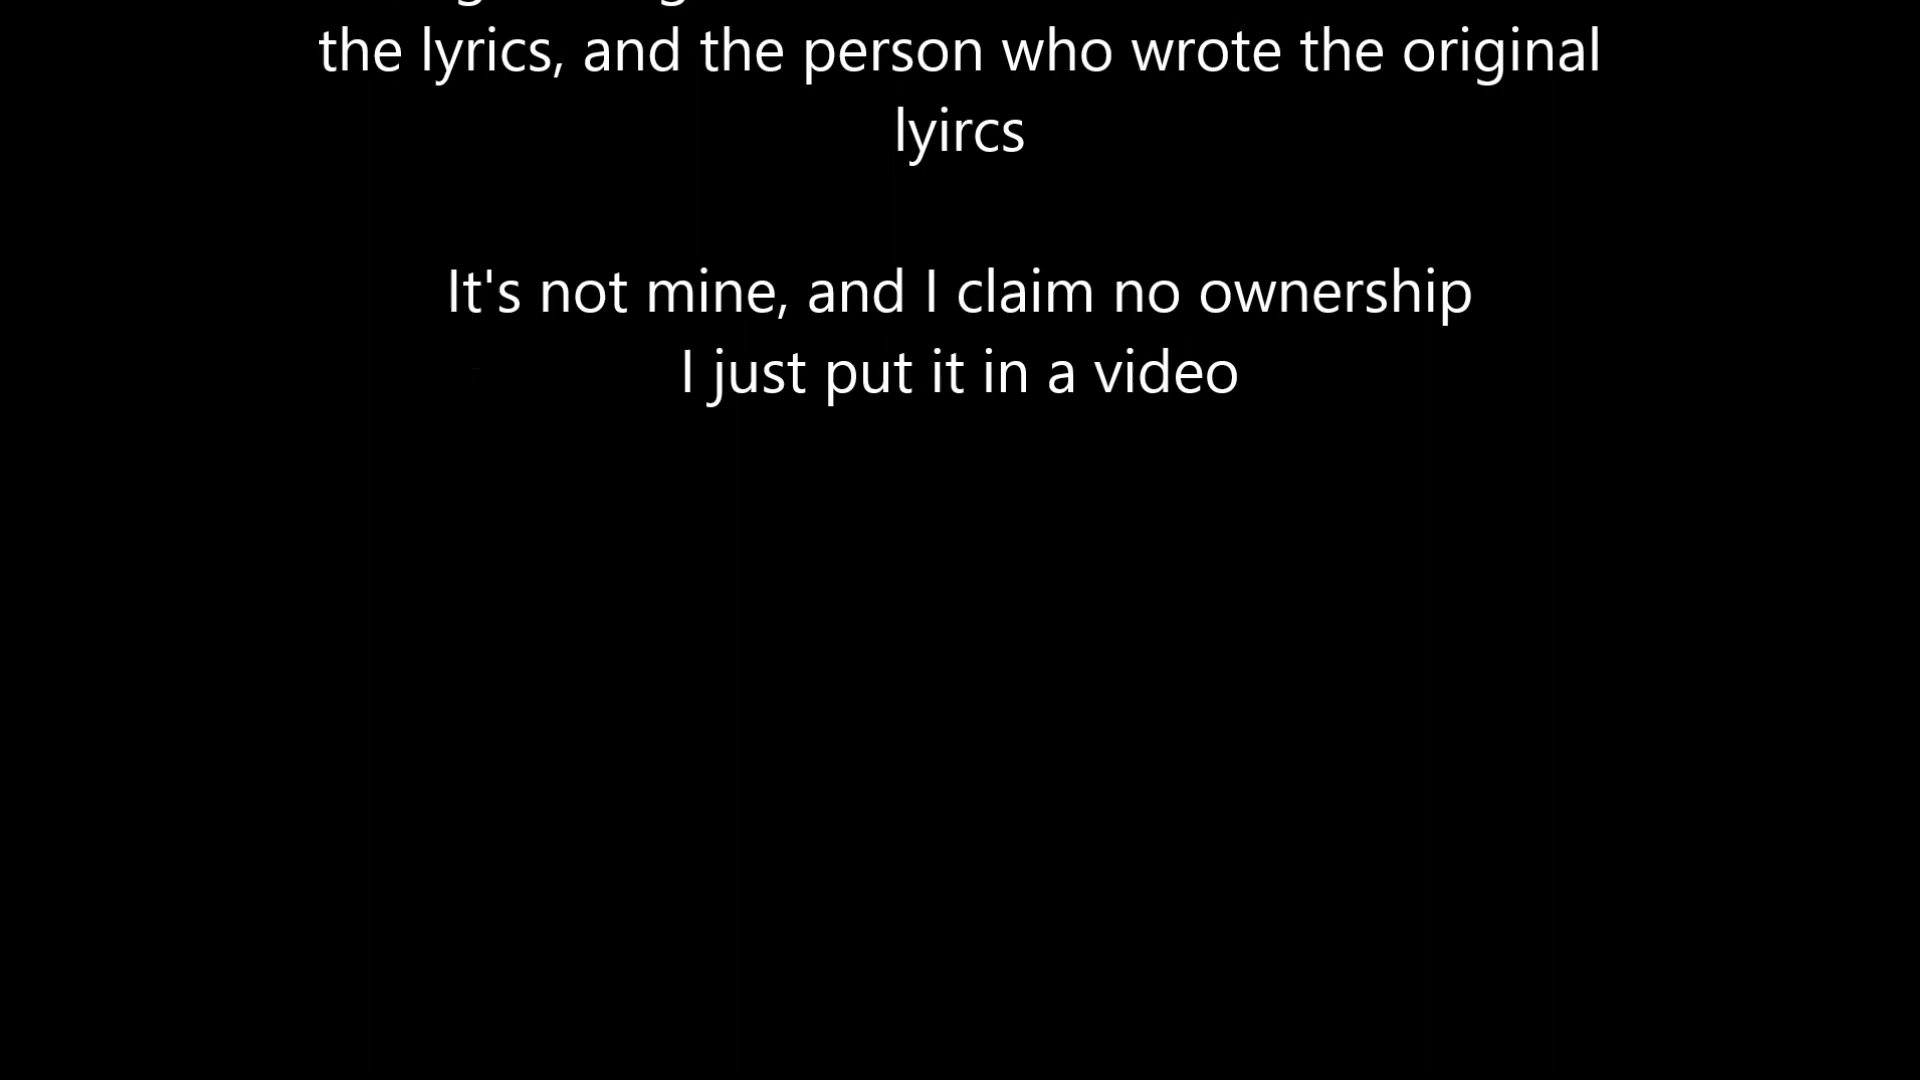 the lyrics, and the person who wrote the original
lyircs
It's not mine, and I claim no ownership
I just put it in a video